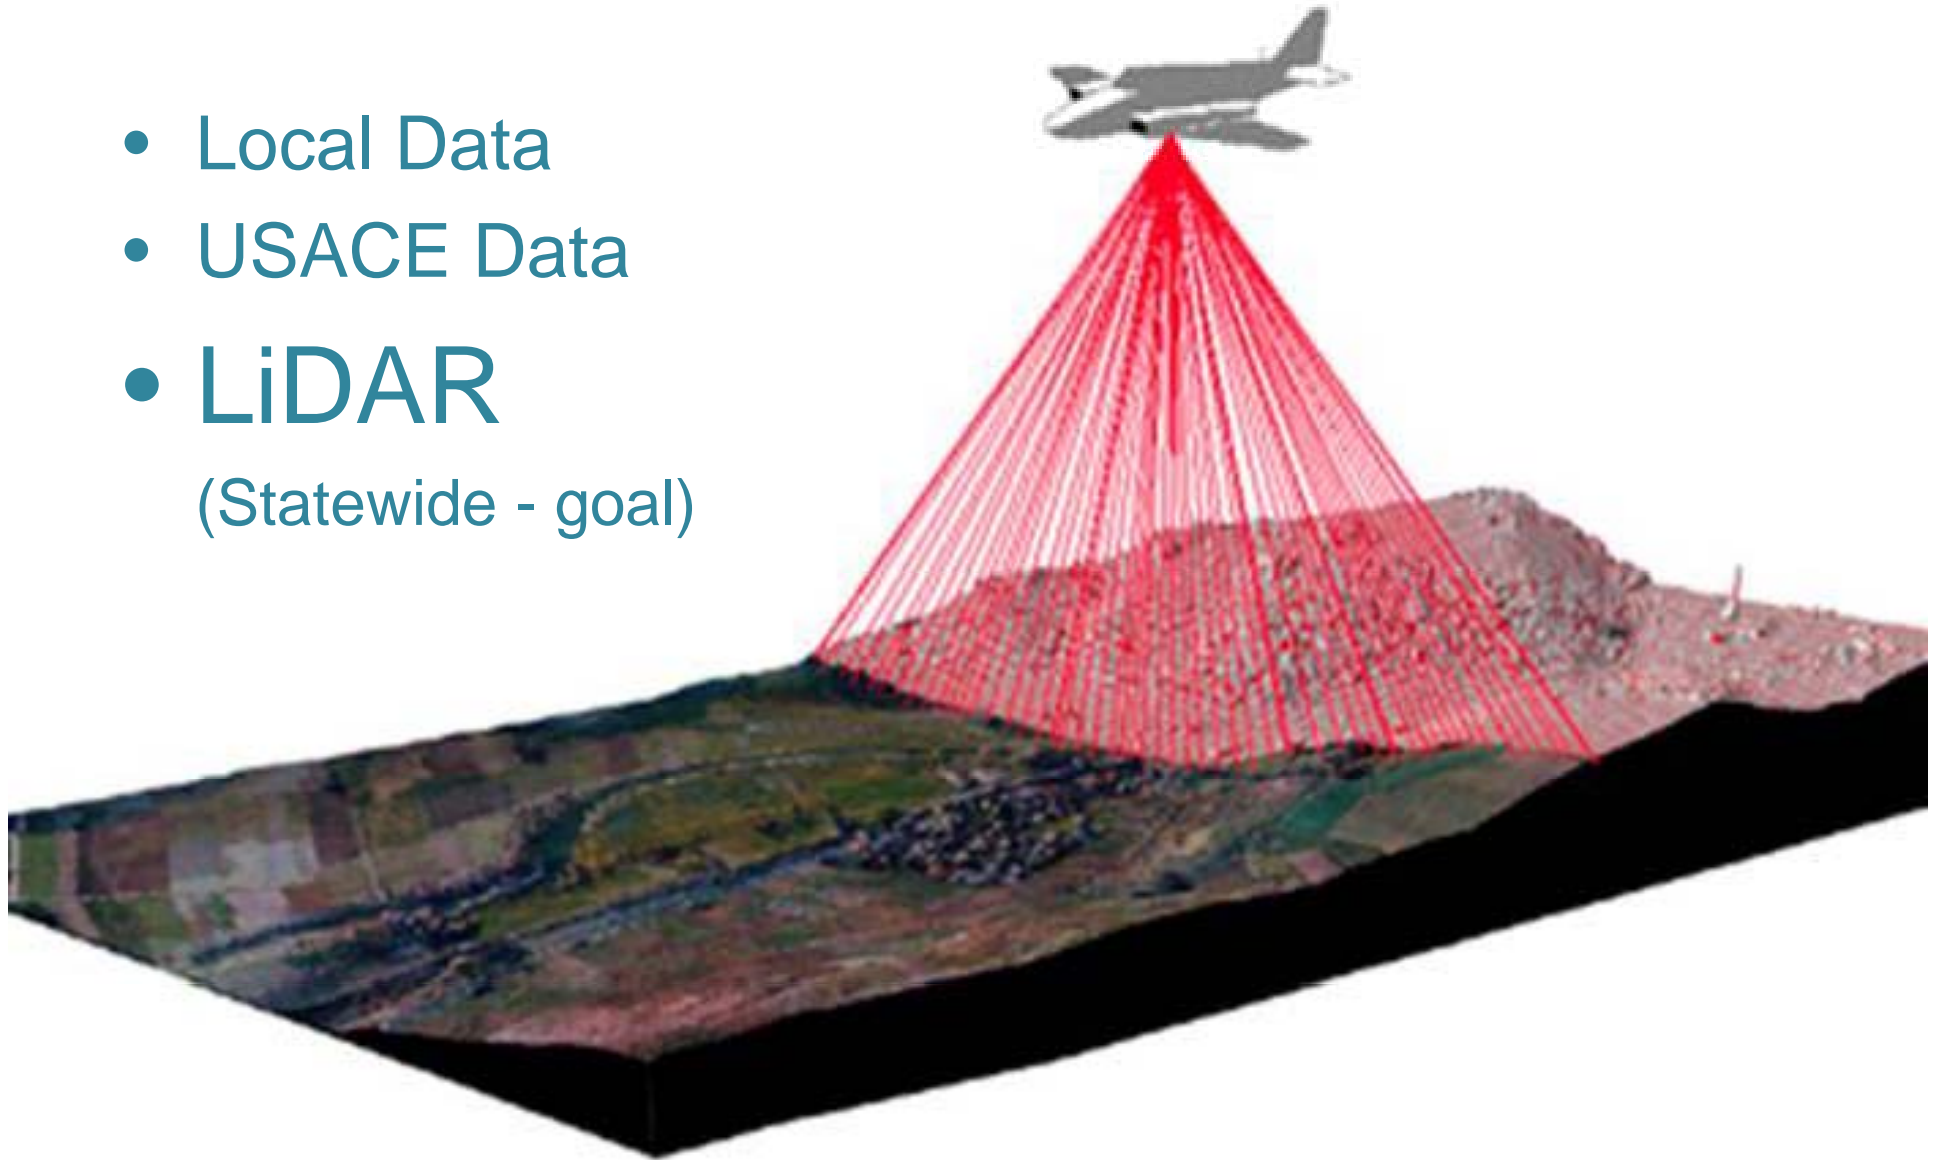 • Local Data
• USACE Data
• LiDAR
(Statewide - goal)